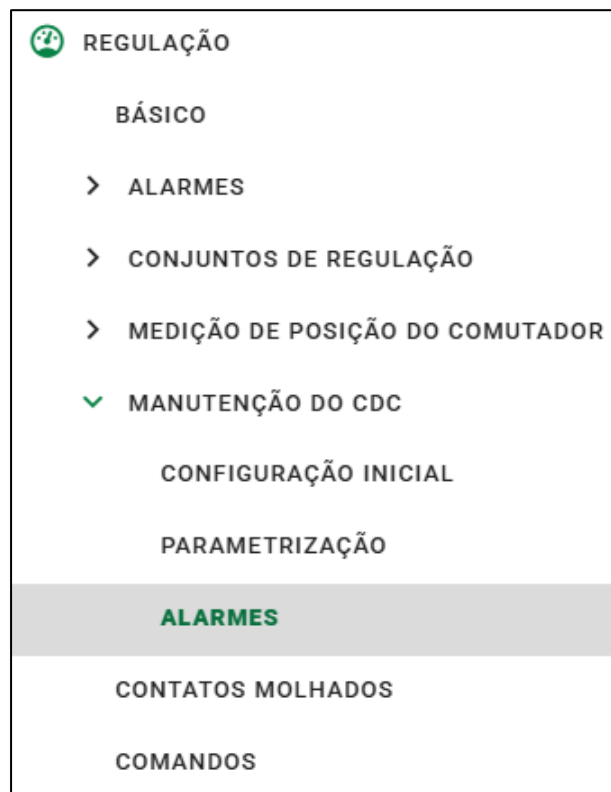 REGULAÇÃO
BÁSICO
ALARMES
CONJUNTOS DE REGULAÇÃO
MEDIÇÃO DE POSIÇÃO DO COMUTADOR
MANUTENÇÃO DO CDC
CONFIGURAÇÃO INICIAL
PARAMETRIZAÇÃO
ALARMES
CONTATOS MOLHADOS
COMANDOS